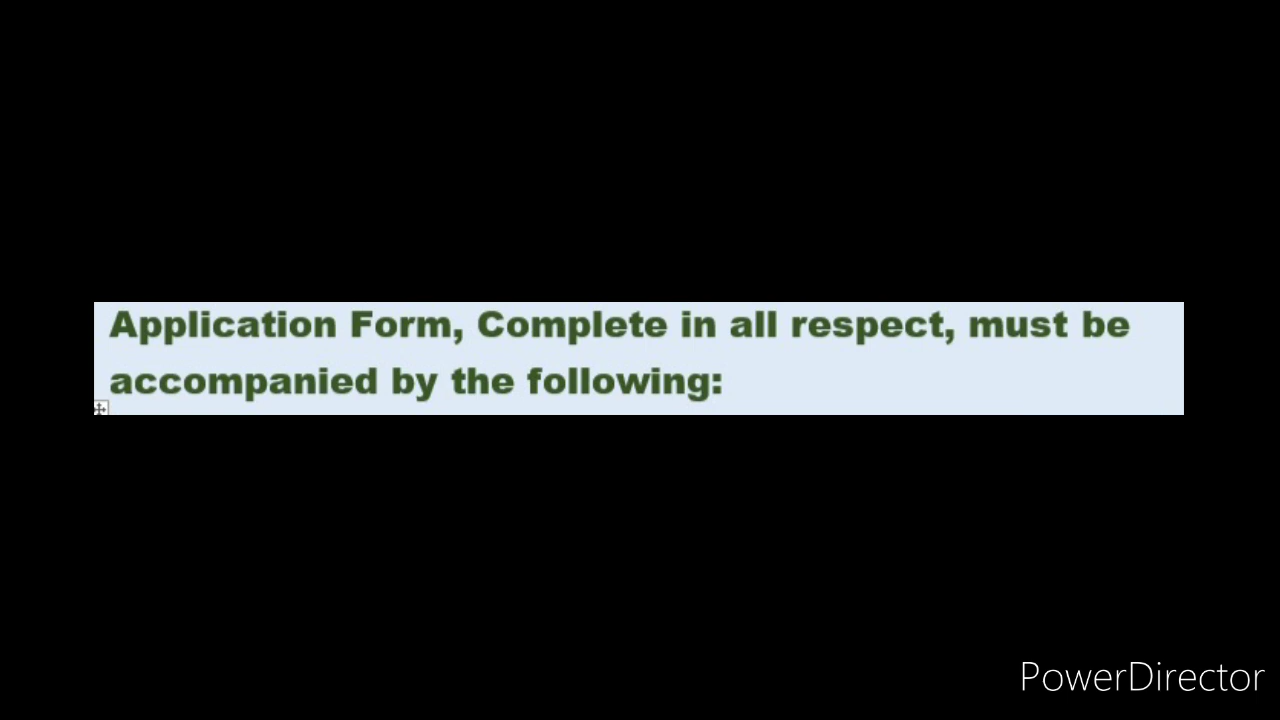 Application Form, Complete in all respect, must be
accompanied by the following:
PowerDirector